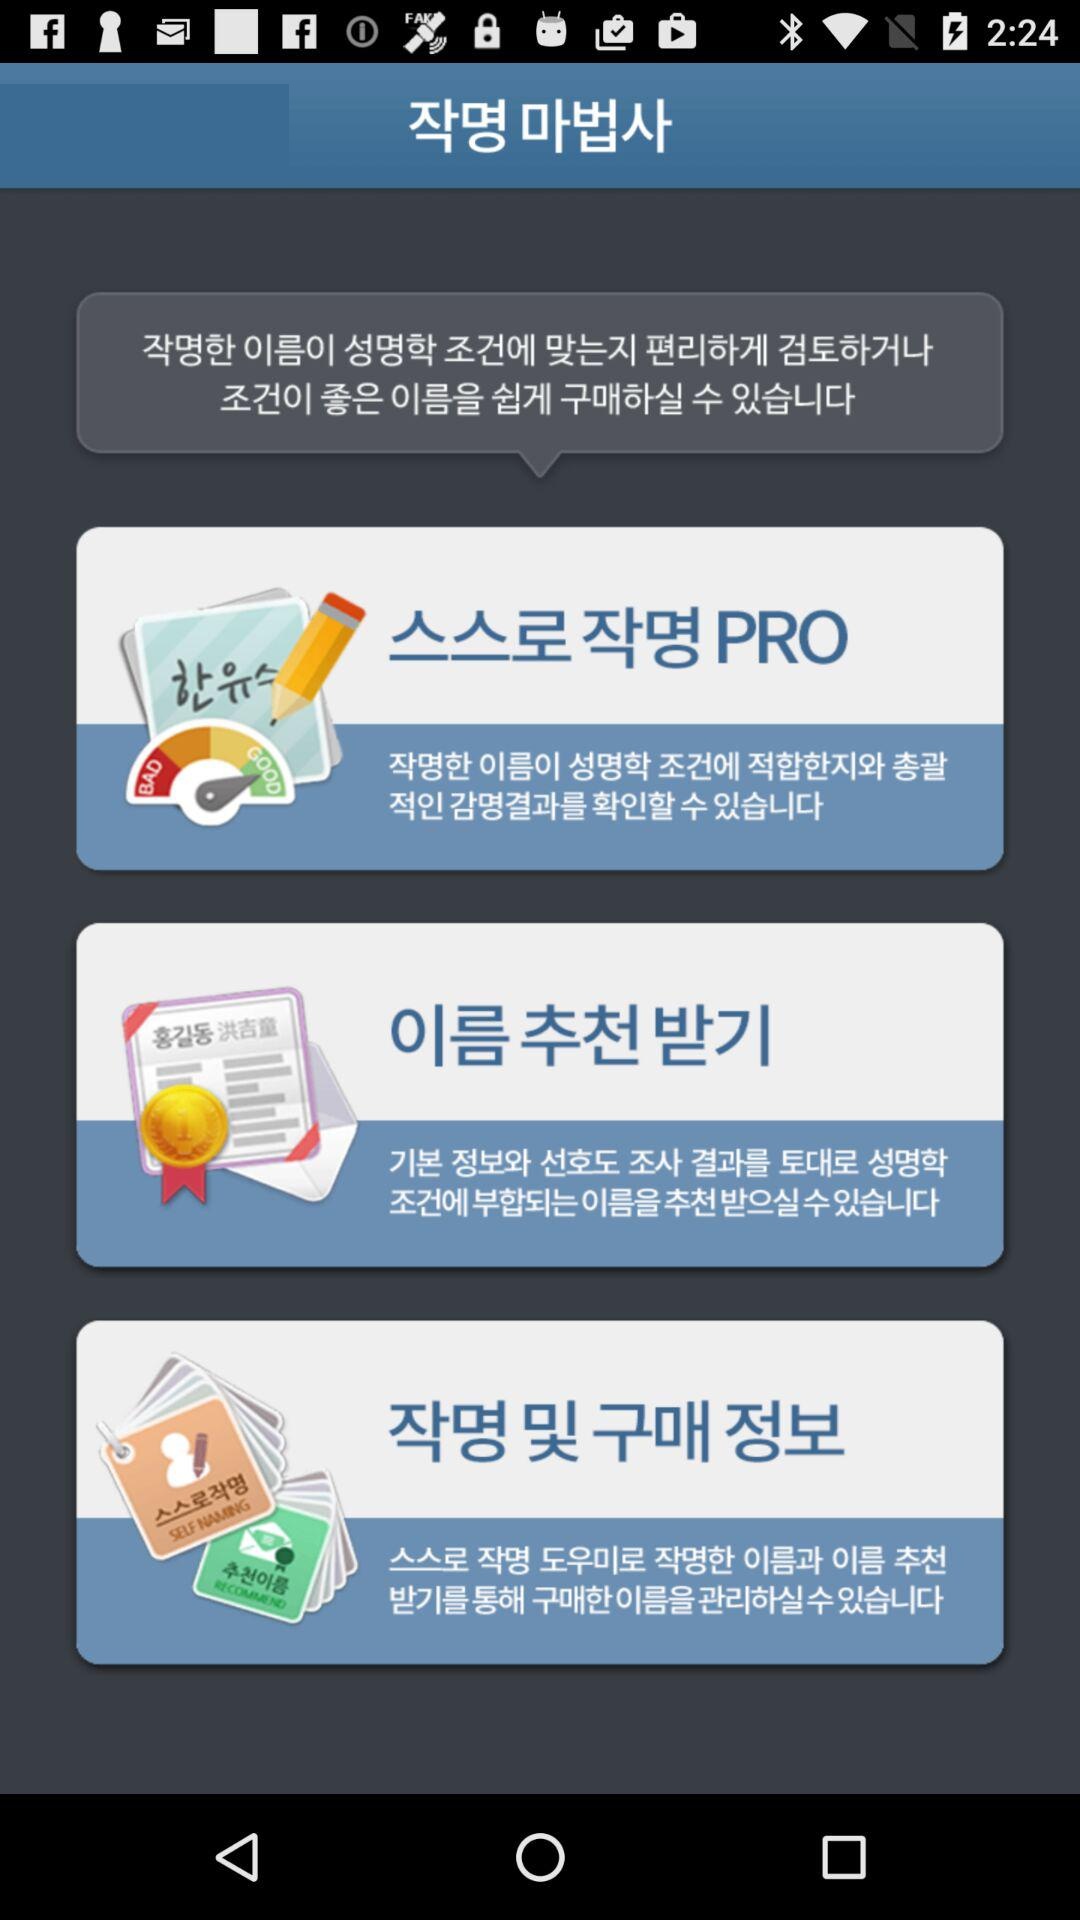 FAKE
2:24
작명 마법사
작명한 이름이 성명학 조건에 맞는지 편리하게 검토하거나
조건이 좋은 이름을 쉽게 구매하실 수 있습니다
한유수
BAD
GOOD
스스로 작명 PRO
작명한 이름이 성명학 조건에 적합한지와 총괄
적인 감명결과를 확인할 수 있습니다
홍길동 洪吉童
1
이름 추천 받기
기본 정보와 선호도 조사 결과를 토대로 성명학
조건에 부합되는 이름을 추천 받으실 수 있습니다
스스로작명
SELF NAMING
추천이름
RECOMMEND
작명 및 구매 정보
스스로 작명 도우미로 작명한 이름과 이름 추천
받기를 통해 구매한 이름을 관리하실 수 있습니다